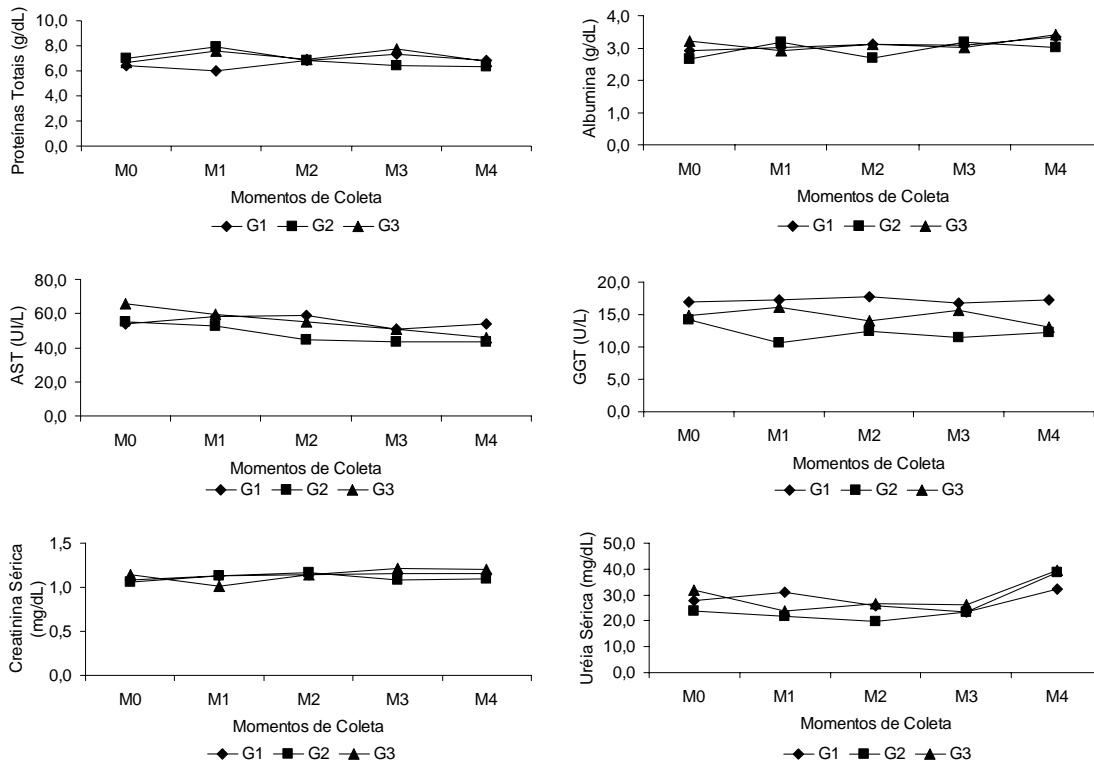 Proteínas Totais (g/dL)
10,0
8,0
6,0
4,0
2,0
0,0
M0 M1 M2 M3 M4
Momentos de Coleta
G1 G2 G3
Albumina (g/dL)
4,0
3,0
2,0
1,0
0,0
M0 M1 M2 M3 M4
Momentos de Coleta
G1 G2 G3
AST (UI/L)
80,0
60,0
40,0
20,0
0,0
M0 M1 M2 M3 M4
Momentos de Coleta
G1 G2 G3
GGT (U/L)
20,0
15,0
10,0
5,0
0,0
M0 M1 M2 M3 M4
Momentos de Coleta
G1 G2 G3
Creatinina Sérica
(mg/dL)
1,5
1,0
0,5
0,0
M0 M1 M2 M3 M4
Momentos de Coleta
G1 G2 G3
Uréia Sérica (mg/dL)
50,0
40,0
30,0
20,0
10,0
0,0
M0 M1 M2 M3 M4
Momentos de Coleta
G1 G2 G3